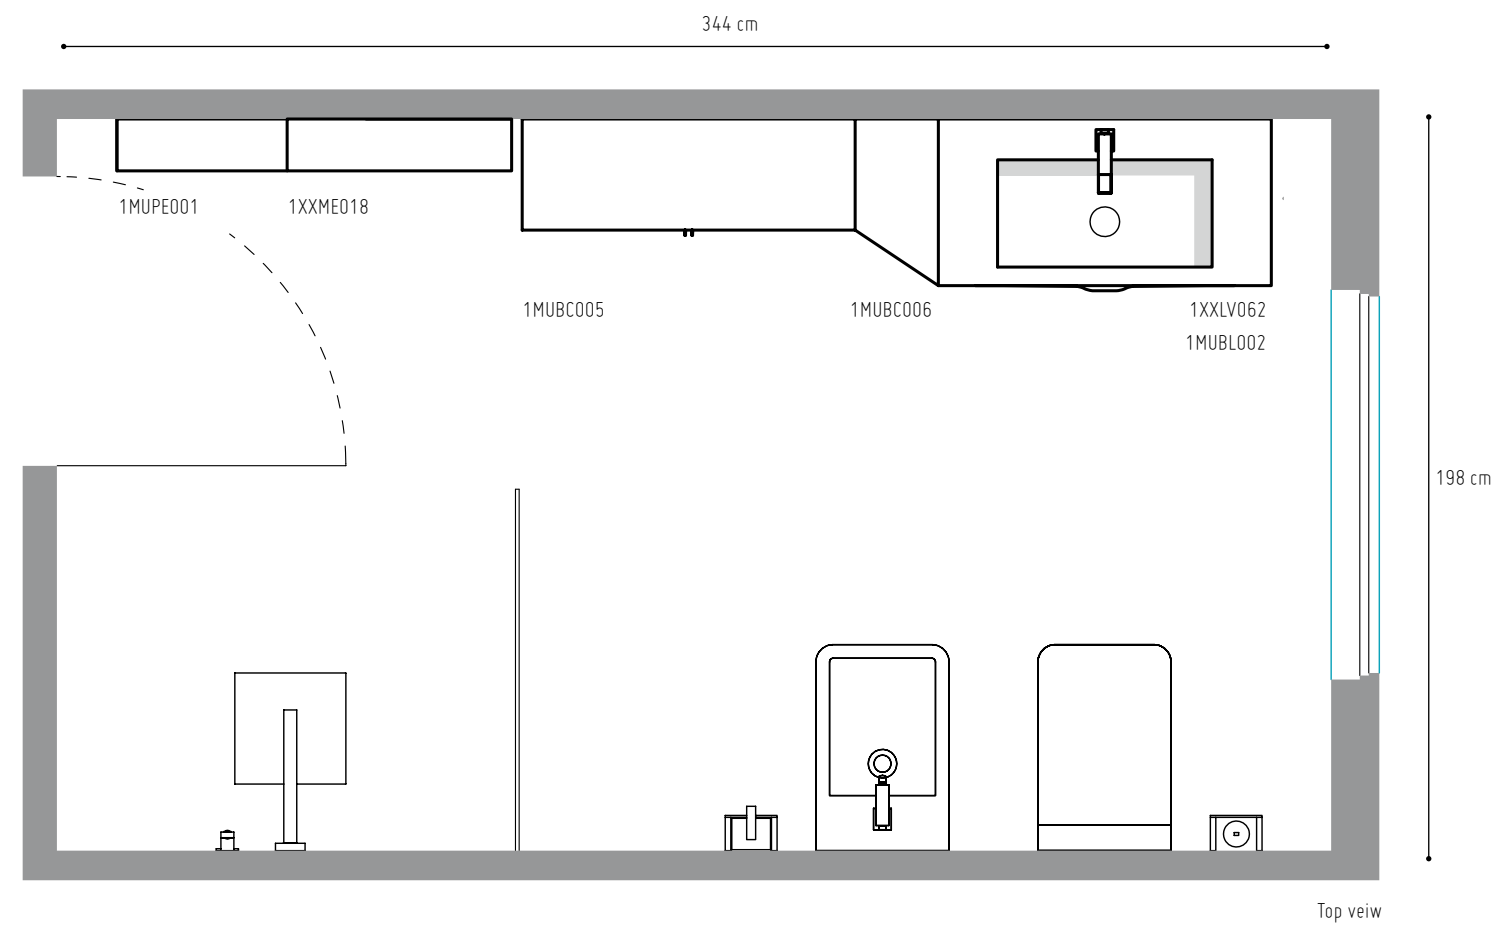 344 cm
1MUPE001
1XXME018
1MUBC005
1MUBC006
1XXLV062
1MUBL002
198 cm
Top veiw